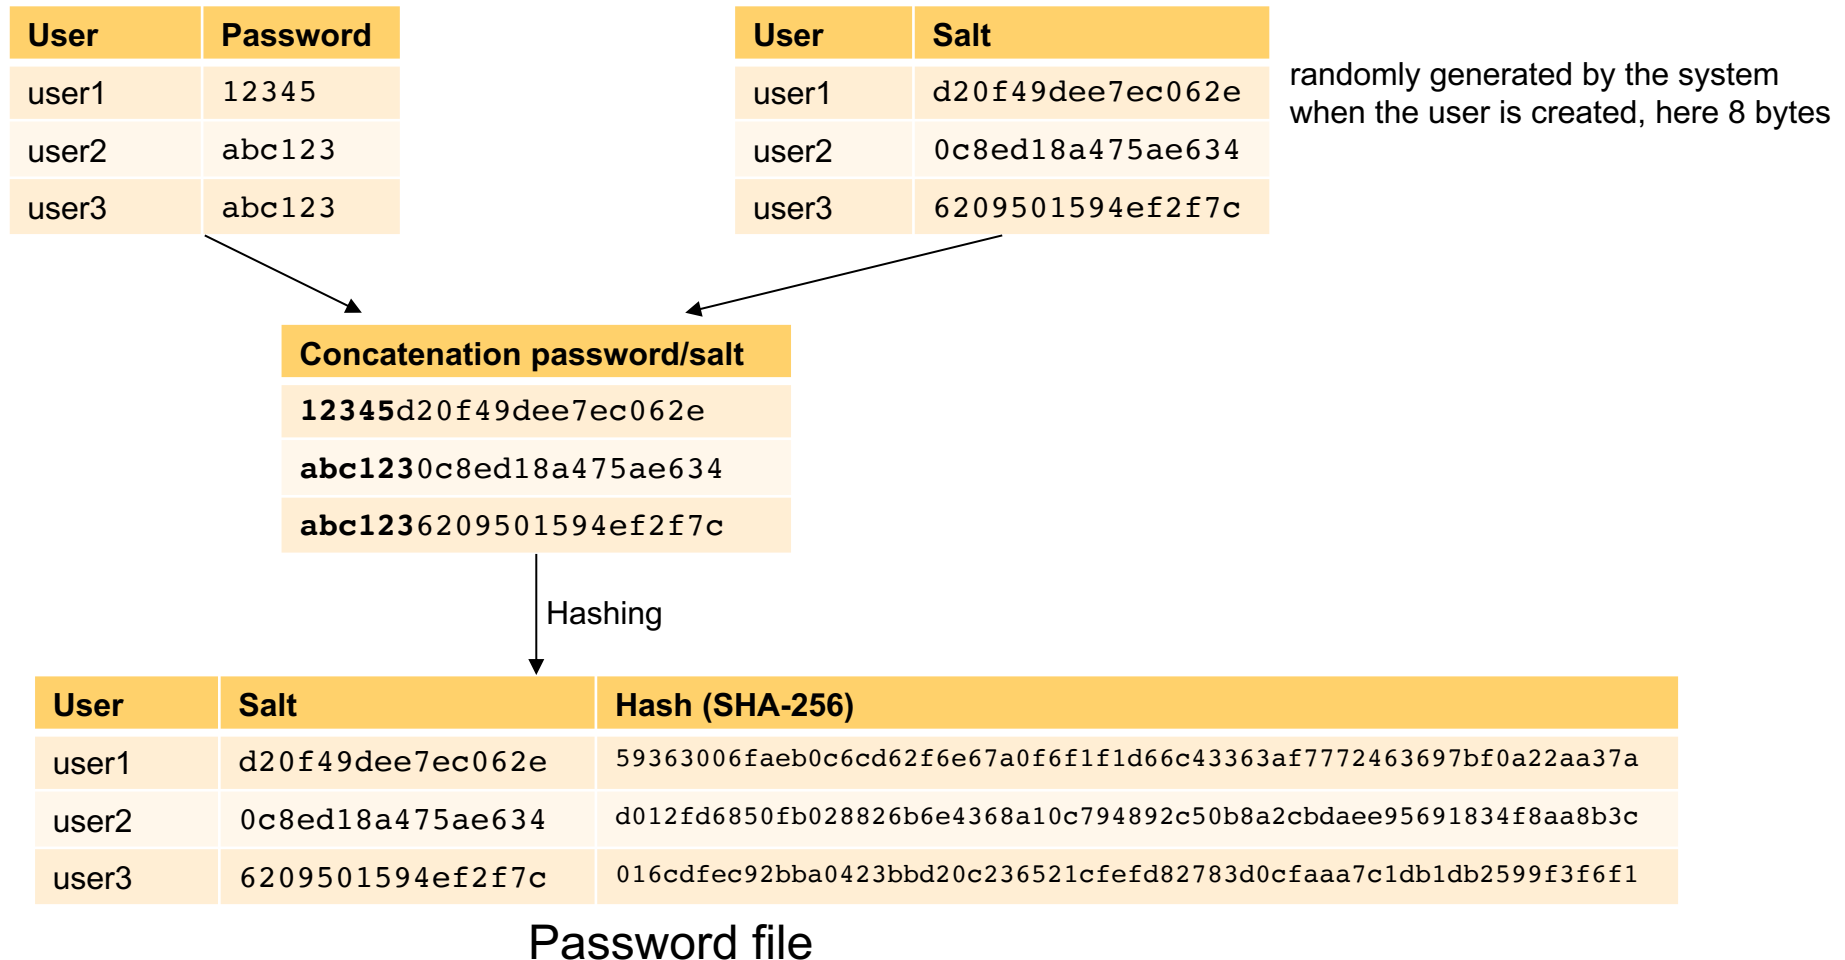 User Password
user1 12345
user2 abc123
user3 abc123
User Salt
user1 d20f49dee7ec062e
user2 0c8ed18a475ae634
user3 6209501594ef2f7c
randomly generated by the system
when the user is created, here 8 bytes
Concatenation password/salt
12345d20f49dee7ec062e
abc1230c8ed18a475ae634
abc1236209501594ef2f7c
Hashing
User Salt Hash (SHA-256)
user1 d20f49dee7ec062e 59363006faeb0c6cd62f6e67a0f6f1f1d66c43363af7772463697bf0a22aa37a
user2 0c8ed18a475ae634 d012fd6850fb028826b6e4368a10c794892c50b8a2cbdaee95691834f8aa8b3c
user3 6209501594ef2f7c 016cdfec92bba0423bbd20c236521cfefd82783d0cfaaa7c1db1db2599f3f6f1
Password file